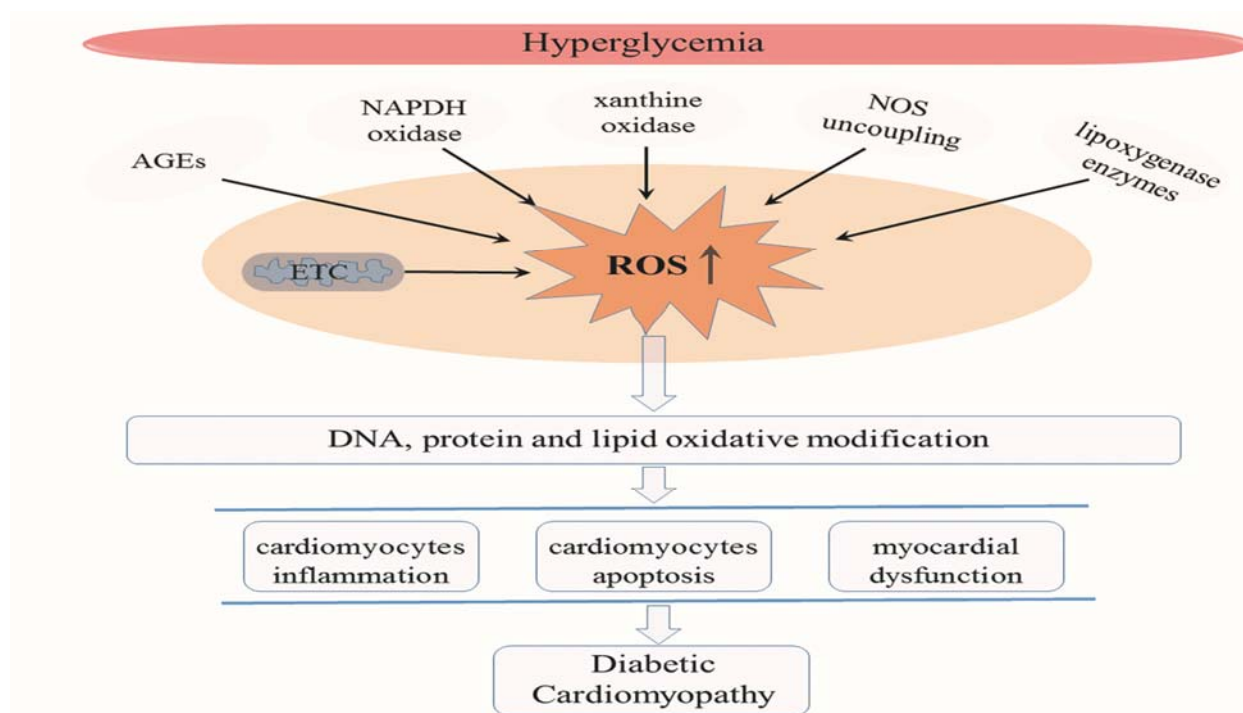 Hyperglycemia
AGEs
NAPDH
oxidase
xanthine
oxidase
NOS
uncoupling
lipoxygenase
enzymes
ETC
ROS ↑
DNA, protein and lipid oxidative modification
cardiomyocytes
inflammation
cardiomyocytes
apoptosis
myocardial
dysfunction
Diabetic
Cardiomyopathy